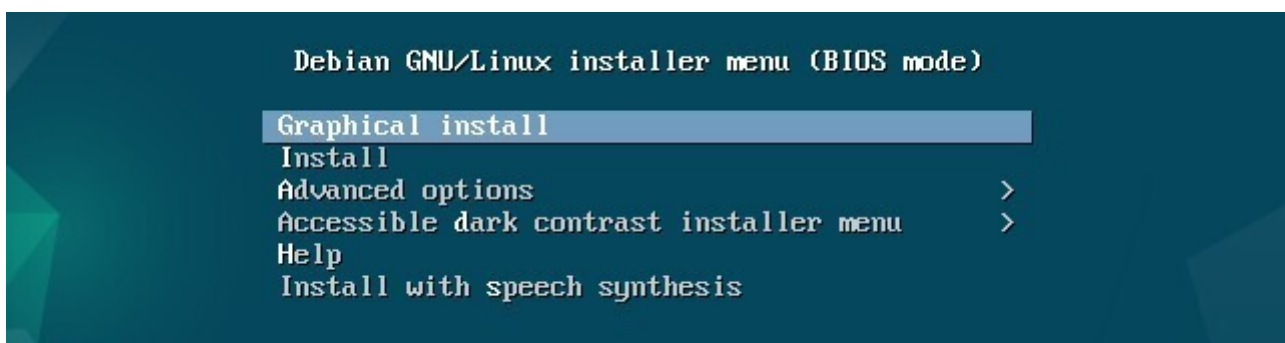 Debian GNU/Linux installer menu (BIOS mode)
Graphical install
Install
Advanced options >
Accessible dark contrast installer menu >
Help
Install with speech synthesis